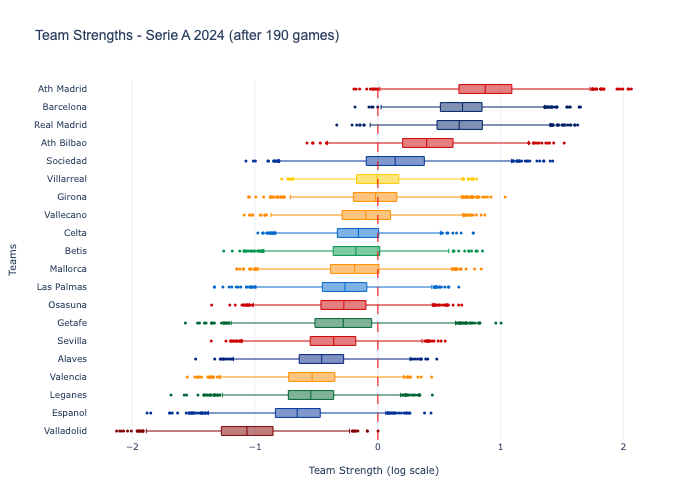 Team Strengths - Serie A 2024 (after 190 games)
Ath Madrid
Barcelona
Real Madrid
Ath Bilbao
Sociedad
Villarreal
Girona
Vallecano
Celta
Betis
Mallorca
Las Palmas
Osasuna
Getafe
Sevilla
Alaves
Valencia
Leganes
Espanol
Valladolid
Teams
−2
−1
0
1
2
Team Strength (log scale)